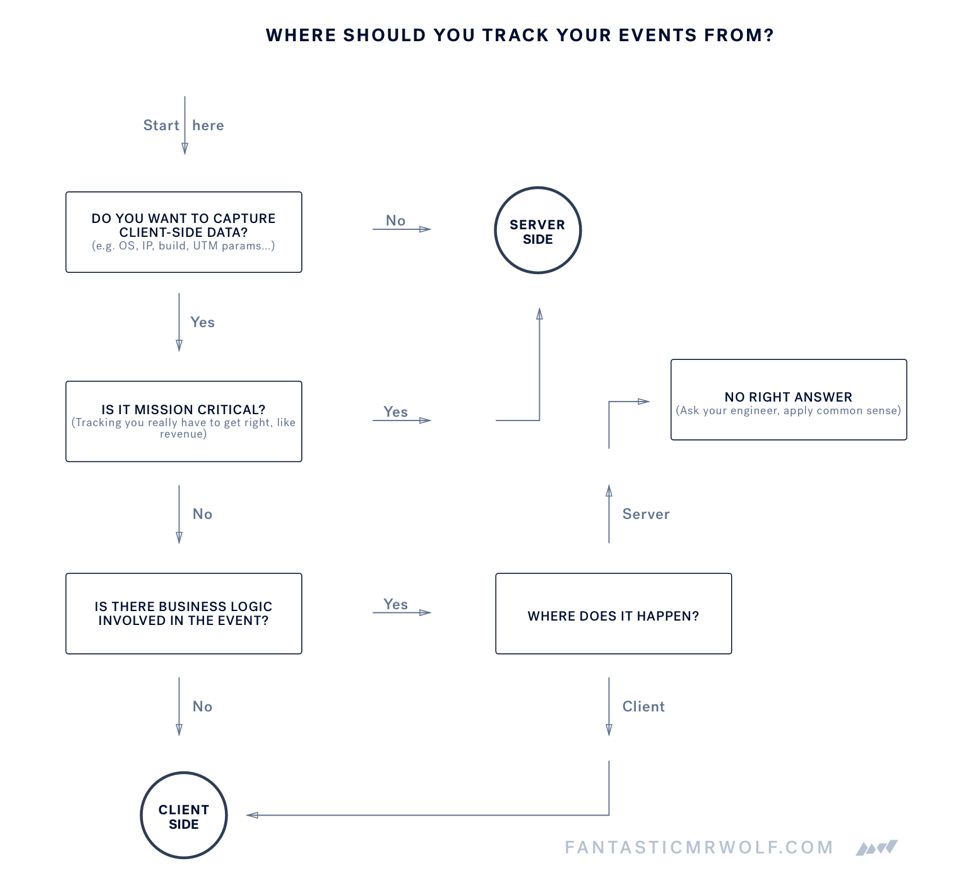 WHERE SHOULD YOU TRACK YOUR EVENTS FROM?
Start here
DO YOU WANT TO CAPTURE
CLIENT-SIDE DATA?
(e.g. OS, IP, build, UTM params...)
No
SERVER
SIDE
Yes
IS IT MISSION CRITICAL?
(Tracking you really have to get right, like
revenue)
Yes
NO RIGHT ANSWER
(Ask your engineer, apply common sense)
No
Server
IS THERE BUSINESS LOGIC
INVOLVED IN THE EVENT?
Yes
WHERE DOES IT HAPPEN?
No
Client
CLIENT
SIDE
FANTASTICMRWOLF.COM